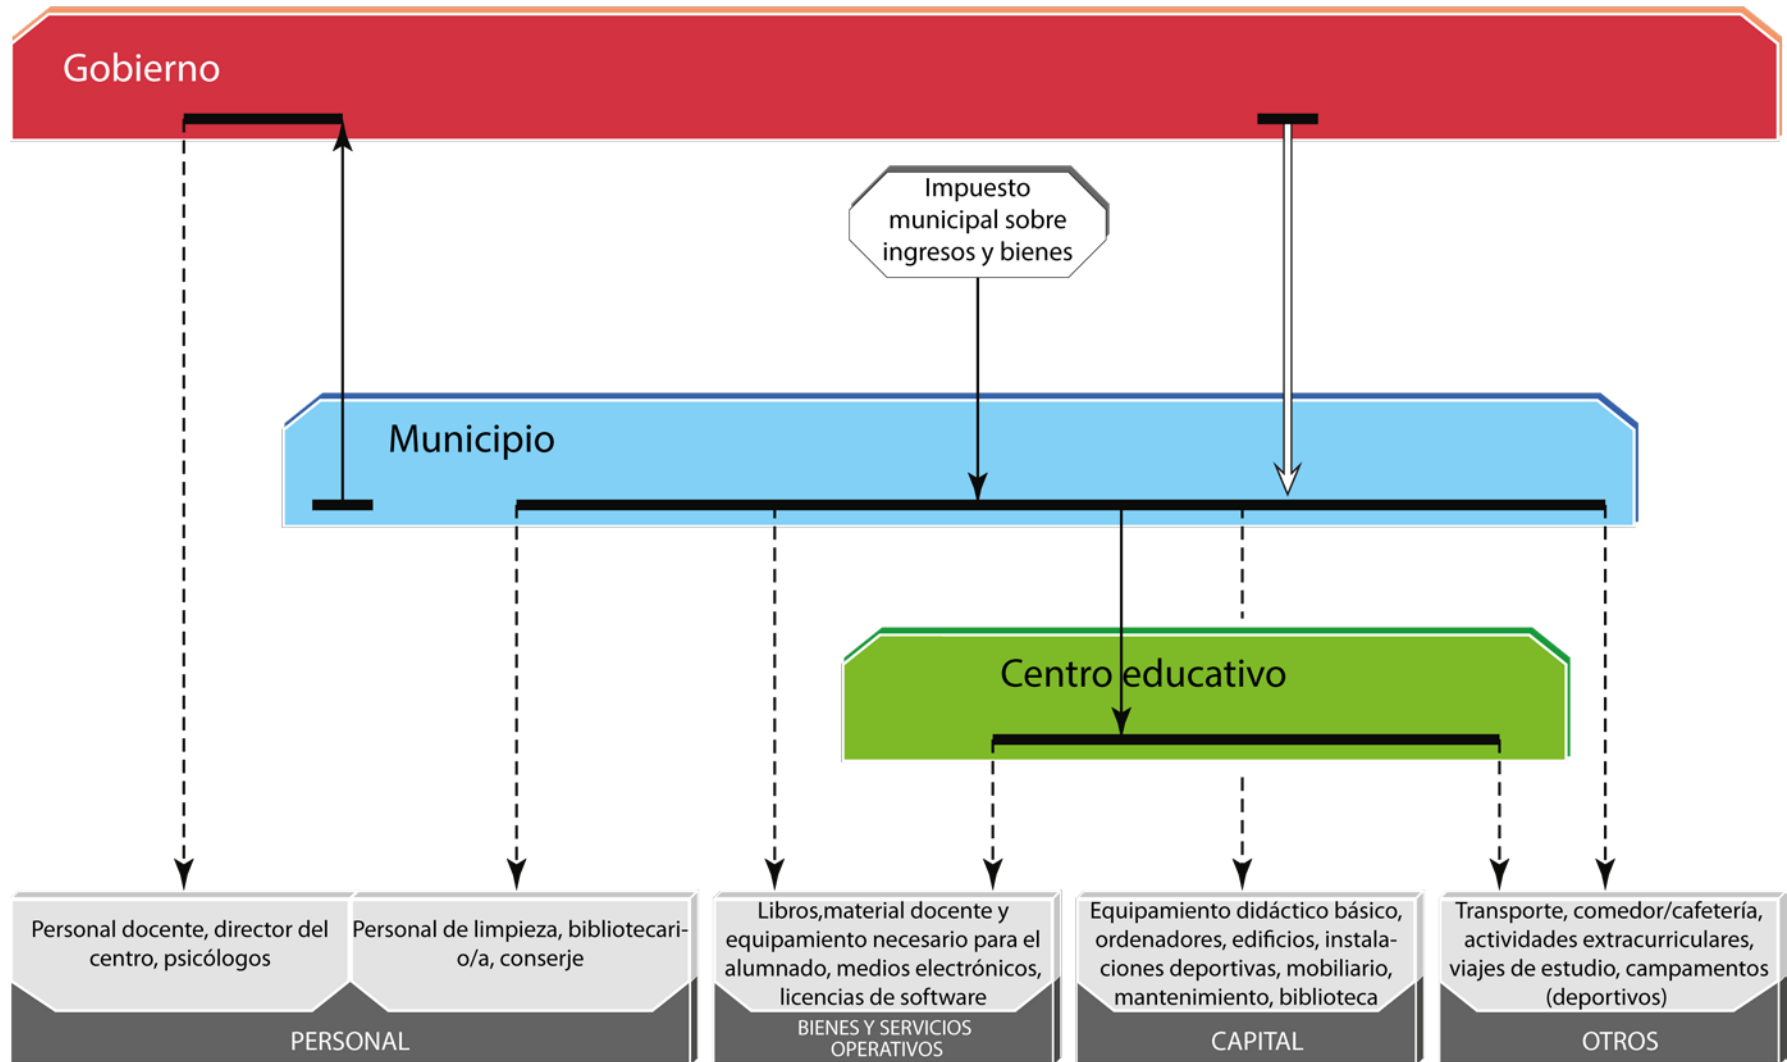 Gobierno
Impuesto
municipal sobre
ingresos y bienes
Municipio
Centro educativo
Personal docente, director del
centro, psicólogos
Personal de limpieza, bibliotecari-
o/a, conserje
PERSONAL
Libros,material docente y
equipamiento necesario para el
alumnado, medios electrónicos,
licencias de software
BIENES Y SERVICIOS
OPERATIVOS
Equipamiento didáctico básico,
ordenadores, edificios, instala-
ciones deportivas, mobiliario,
mantenimiento, biblioteca
CAPITAL
Transporte, comedor/cafetería,
actividades extracurriculares,
viajes de estudio, campamentos
(deportivos)
OTROS